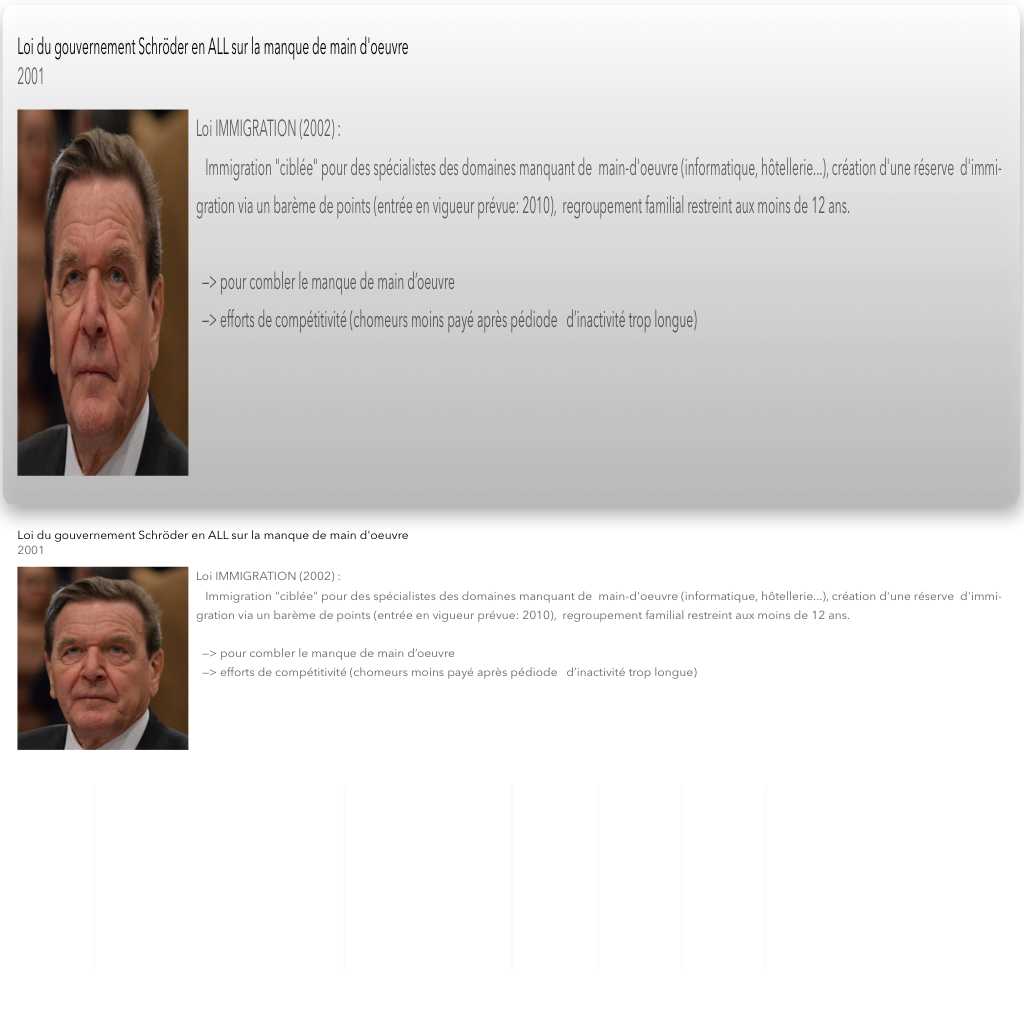 Loi du gouvernement Schröder en ALL sur la manque de main d'oeuvre
2001
Loi IMMIGRATION (2002) :
Immigration "ciblée" pour des spécialistes des domaines manquant de main-d'oeuvre (informatique, hôtellerie...), création d'une réserve d'immi-
gration via un barème de points (entrée en vigueur prévue: 2010), regroupement familial restreint aux moins de 12 ans.
—> pour combler le manque de main d’oeuvre
—> efforts de compétitivité (chomeurs moins payé après pédiode d’inactivité trop longue)
Loi du gouvernement Schröder en ALL sur la manque de main d'oeuvre
2001
Loi IMMIGRATION (2002) :
Immigration "ciblée" pour des spécialistes des domaines manquant de main-d'oeuvre (informatique, hôtellerie...), création d'une réserve d'immi-
gration via un barème de points (entrée en vigueur prévue: 2010), regroupement familial restreint aux moins de 12 ans.
—> pour combler le manque de main d’oeuvre
—> efforts de compétitivité (chomeurs moins payé après pédiode d’inactivité trop longue)